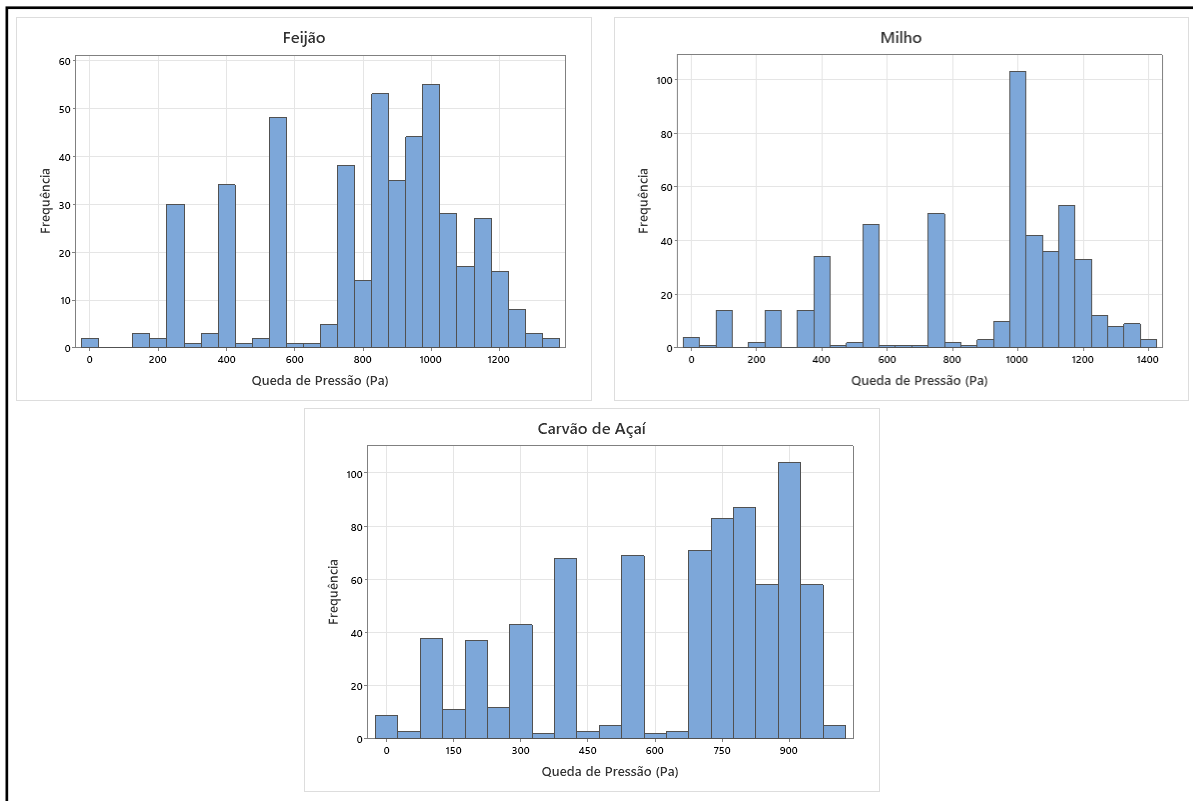 Feijão
60
50
40
30
20
10
0
Frequência
0 200 400 600 800 1000 1200
Queda de Pressão (Pa)
Milho
100
80
60
40
20
0
Frequência
0 200 400 600 800 1000 1200 1400
Queda de Pressão (Pa)
Carvão de Açaí
100
80
60
40
20
0
Frequência
0 150 300 450 600 750 900
Queda de Pressão (Pa)